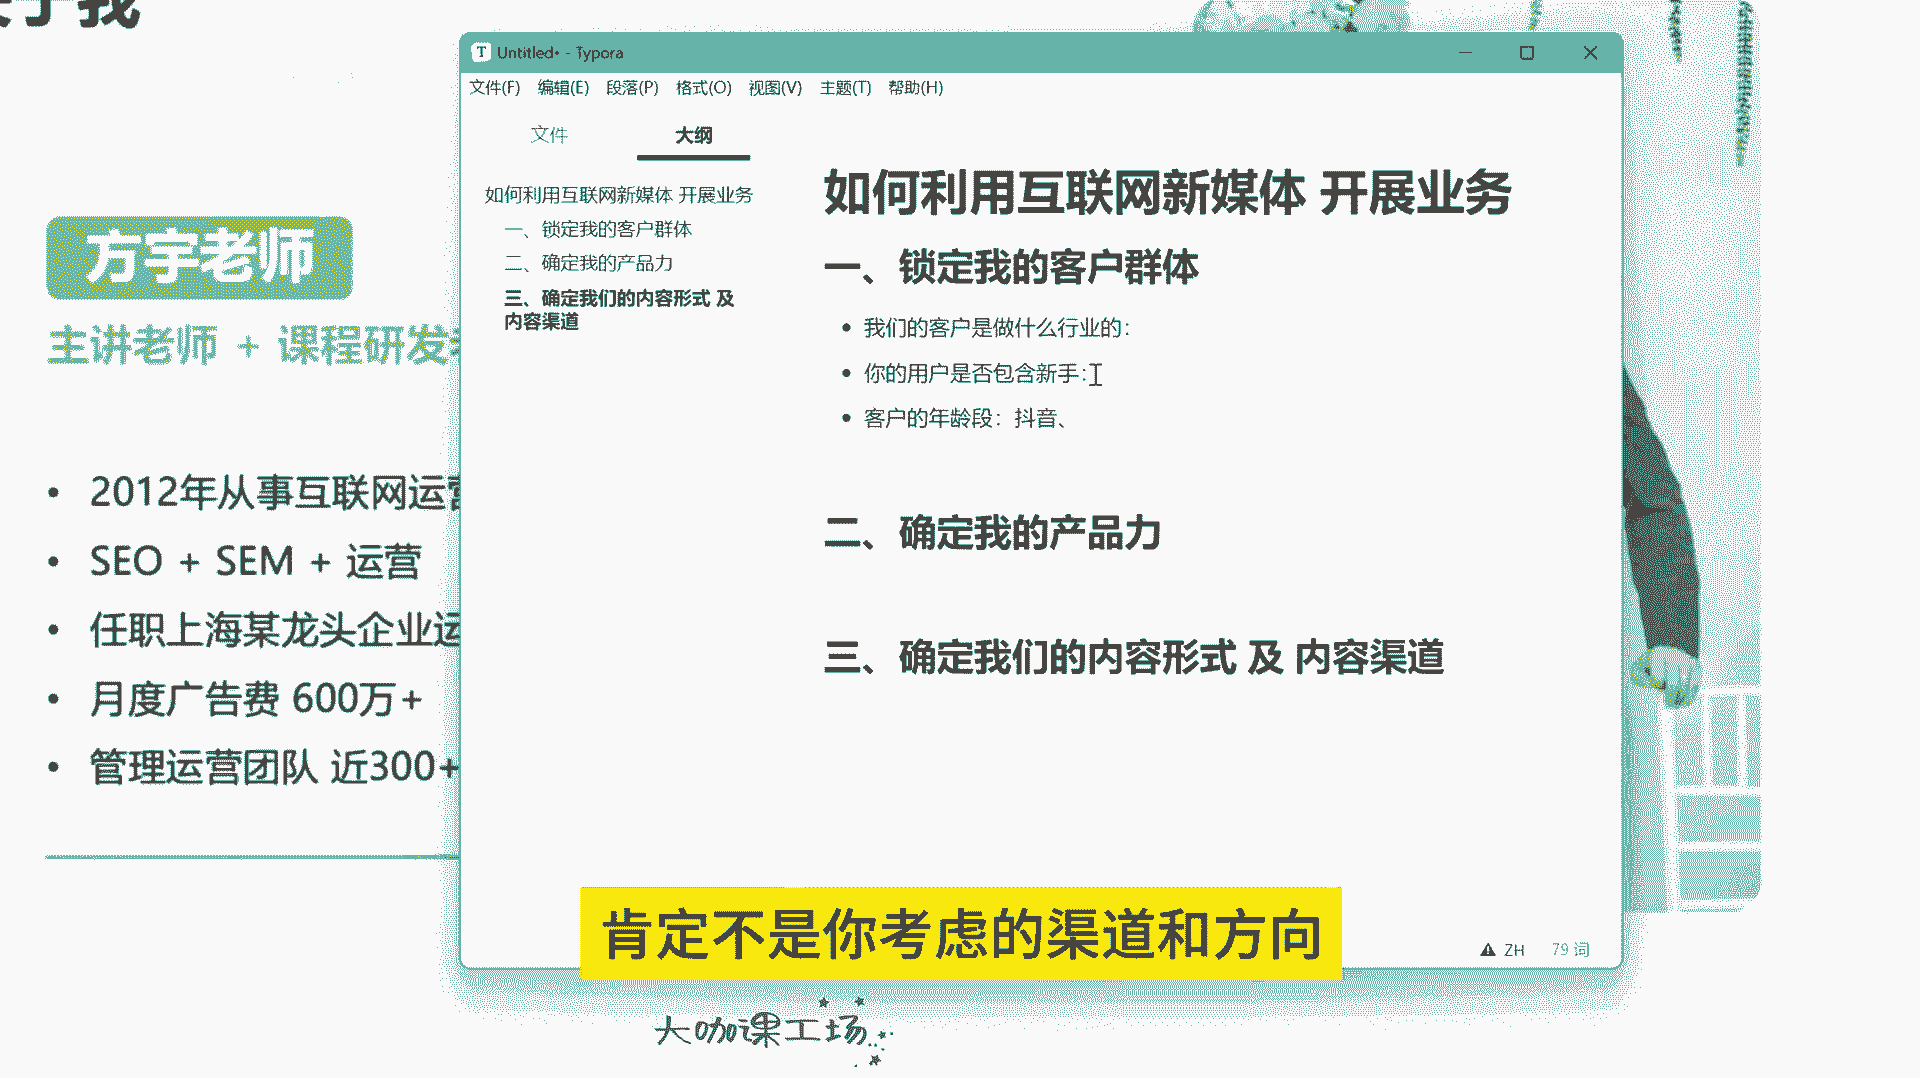 于我
方宇老师
主讲老师 + 课程研发
2012年从事互联网运营
SEO + SEM + 运营
任职上海某龙头企业运
月度广告费 600万+
管理运营团队 近300+
Untitled• - Typora
文件(F) 编辑(E) 段落(P) 格式(O) 视图(V) 主题(T) 帮助(H)
文件 大纲
如何利用互联网新媒体 开展业务
一、锁定我的客户群体
二、确定我的产品力
三、确定我们的内容形式 及
内容渠道
如何利用互联网新媒体 开展业务
一、锁定我的客户群体
我们的客户是做什么行业的：
你的用户是否包含新手：
客户的年龄段：抖音、
二、确定我的产品力
三、确定我们的内容形式 及 内容渠道
肯定不是你考虑的渠道和方向
ZH 79 词
大咖课工场